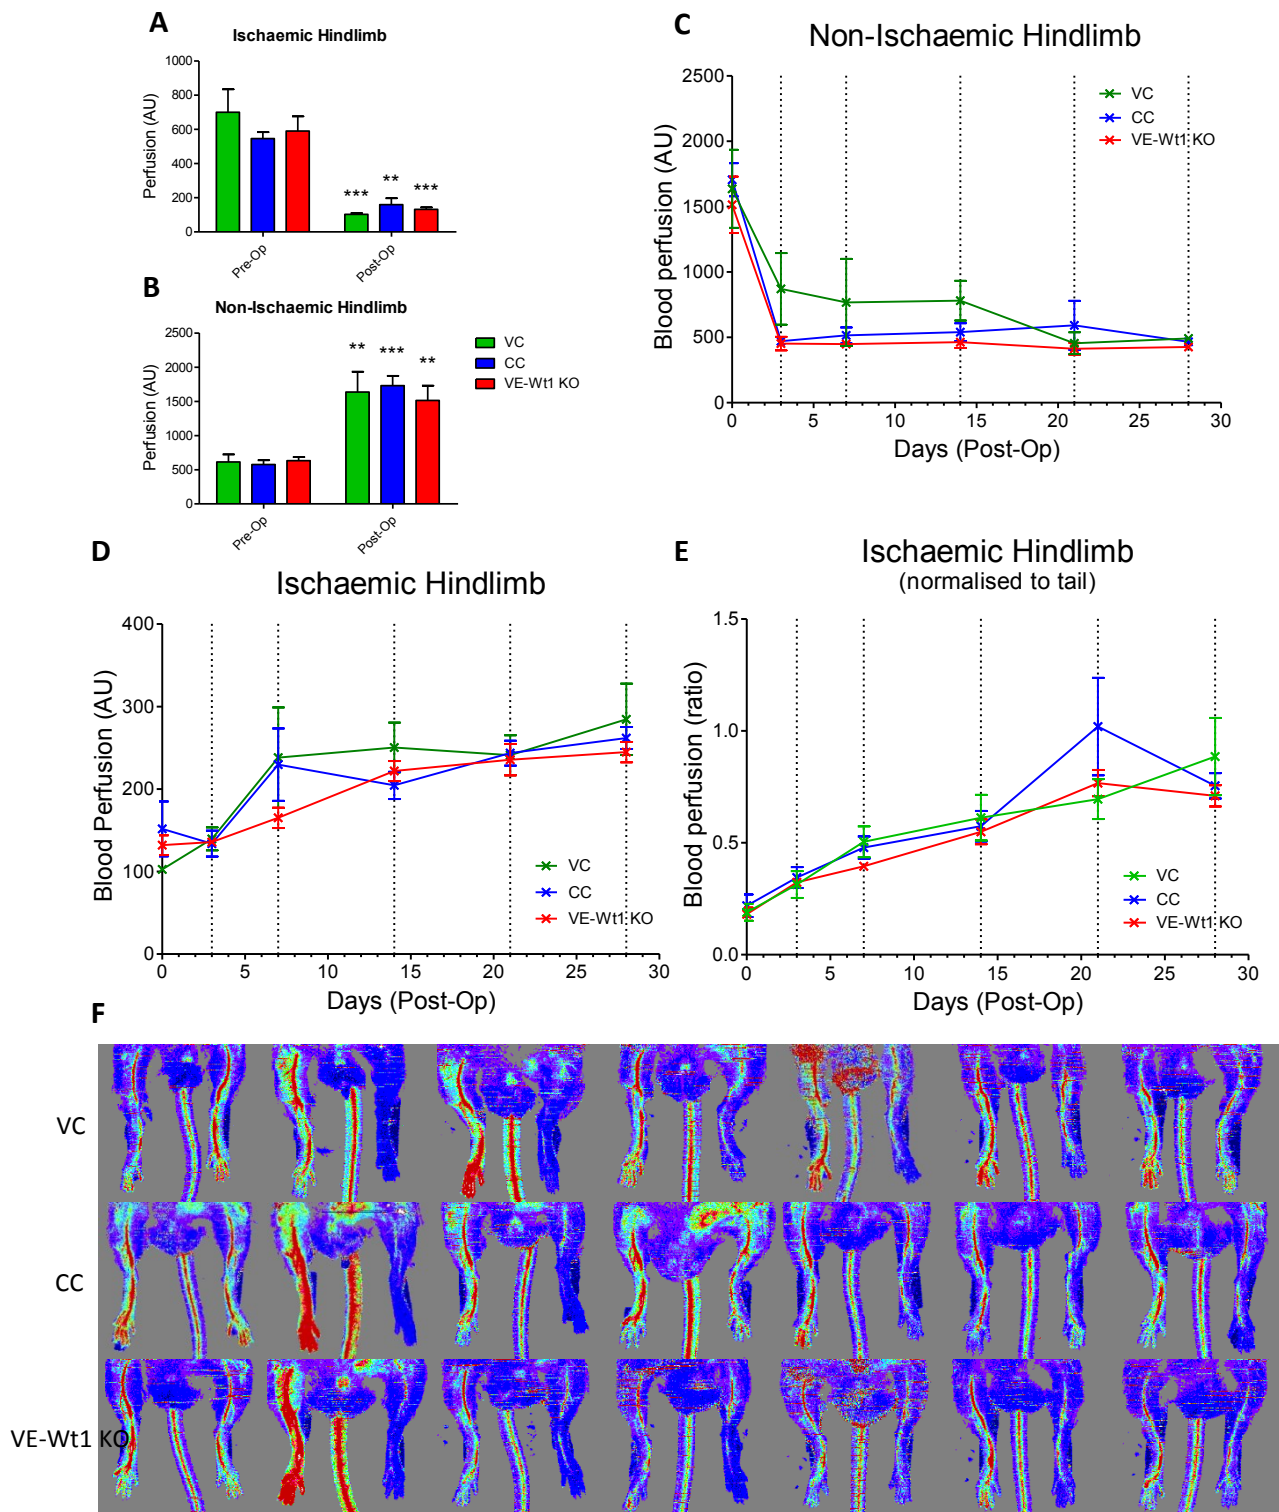 A
Ischaemic Hindlimb
1000
800
600
400
200
0
Perfusion (AU)
***
**
***
Pre-Op
Post-Op
B
Non-Ischaemic Hindlimb
2500
2000
1500
1000
500
0
Perfusion (AU)
**
***
**
Pre-Op
Post-Op
VC
CC
VE-Wt1 KO
C
Non-Ischaemic Hindlimb
2500
2000
1500
1000
500
0
Blood perfusion (AU)
VC
CC
VE-Wt1 KO
0 5 10 15 20 25 30
Days (Post-Op)
D
Ischaemic Hindlimb
400
300
200
100
0
Blood Perfusion (AU)
VC
CC
VE-Wt1 KO
0 5 10 15 20 25 30
Days (Post-Op)
E
Ischaemic Hindlimb
(normalised to tail)
1.5
1.0
0.5
0.0
Blood perfusion (ratio)
VC
CC
VE-Wt1 KO
0 5 10 15 20 25 30
Days (Post-Op)
F
VC
CC
VE-Wt1 KO